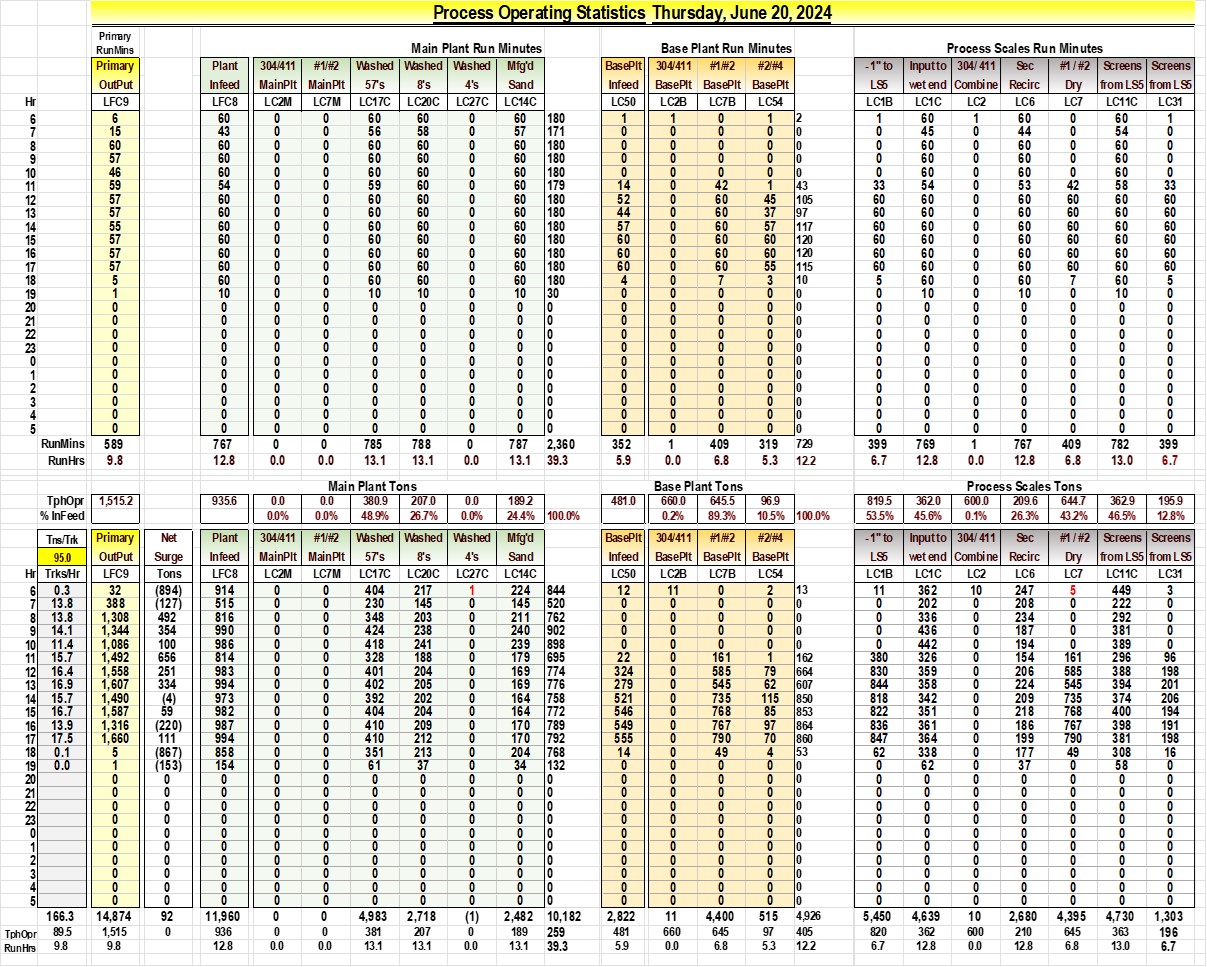 Process Operating Statistics Thursday, June 20, 2024
Primary
RunMins Main Plant Run Minutes Base Plant Run Minutes Process Scales Run Minutes
Primary Plant 304/411 #1/#2 Washed Washed Washed Mfg'd BasePlt 304/411 #1/#2 #2/#4 -1" to Input to 304/ 411 Sec #1 / #2 Screens Screens
OutPut Infeed MainPlt MainPlt 57's 8's 4's Sand Infeed BasePlt BasePlt BasePlt LS5 wet end Combine Recirc Dry from LS5 from LS5
Hr LFC9 LFC8 LC2M LC7M LC17C LC20C LC27C LC14C LC50 LC2B LC7B LC54 LC1B LC1C LC2 LC6 LC7 LC11C LC31
6 6 60 0 0 60 60 0 60 180 1 1 0 1 2 1 60 1 60 0 60 1
7 15 43 0 0 56 58 0 57 171 0 0 0 0 0 0 45 0 44 0 54 0
8 60 60 0 0 60 60 0 60 180 0 0 0 0 0 0 60 0 60 0 60 0
9 57 60 0 0 60 60 0 60 180 0 0 0 0 0 0 60 0 60 0 60 0
10 46 60 0 0 60 60 0 60 180 0 0 0 0 0 0 60 0 60 0 60 0
11 59 54 0 0 59 60 0 60 179 14 0 42 1 43 33 54 0 53 42 58 33
12 57 60 0 0 60 60 0 60 180 52 0 60 45 105 60 60 0 60 60 60 60
13 57 60 0 0 60 60 0 60 180 44 0 60 37 97 60 60 0 60 60 60 60
14 55 60 0 0 60 60 0 60 180 57 0 60 57 117 60 60 0 60 60 60 60
15 57 60 0 0 60 60 0 60 180 60 0 60 60 120 60 60 0 60 60 60 60
16 57 60 0 0 60 60 0 60 180 60 0 60 60 120 60 60 0 60 60 60 60
17 57 60 0 0 60 60 0 60 180 60 0 60 55 115 60 60 0 60 60 60 60
18 5 60 0 0 60 60 0 60 180 4 0 7 3 10 5 60 0 60 7 60 5
19 1 10 0 0 10 10 0 10 30 0 0 0 0 0 0 10 0 10 0 10 0
20 0 0 0 0 0 0 0 0 0 0 0 0 0 0 0 0 0 0 0 0 0
21 0 0 0 0 0 0 0 0 0 0 0 0 0 0 0 0 0 0 0 0 0
22 0 0 0 0 0 0 0 0 0 0 0 0 0 0 0 0 0 0 0 0 0
23 0 0 0 0 0 0 0 0 0 0 0 0 0 0 0 0 0 0 0 0 0
0 0 0 0 0 0 0 0 0 0 0 0 0 0 0 0 0 0 0 0 0 0
1 0 0 0 0 0 0 0 0 0 0 0 0 0 0 0 0 0 0 0 0 0
2 0 0 0 0 0 0 0 0 0 0 0 0 0 0 0 0 0 0 0 0 0
3 0 0 0 0 0 0 0 0 0 0 0 0 0 0 0 0 0 0 0 0 0
4 0 0 0 0 0 0 0 0 0 0 0 0 0 0 0 0 0 0 0 0 0
5 0 0 0 0 0 0 0 0 0 0 0 0 0 0 0 0 0 0 0 0 0
RunMins 589 767 0 0 785 788 0 787 2,360 352 1 409 319 729 399 769 1 767 409 782 399
RunHrs 9.8 12.8 0.0 0.0 13.1 13.1 0.0 13.1 39.3 5.9 0.0 6.8 5.3 12.2 6.7 12.8 0.0 12.8 6.8 13.0 6.7
Main Plant Tons Base Plant Tons Process Scales Tons
TphOpr 1,515.2 935.6 0.0 0.0 380.9 207.0 0.0 189.2 481.0 660.0 645.5 96.9 819.5 362.0 600.0 209.6 644.7 362.9 195.9
% InFeed 0.0% 0.0% 48.9% 26.7% 0.0% 24.4% 100.0% 0.2% 89.3% 10.5% 100.0% 53.5% 45.6% 0.1% 26.3% 43.2% 46.5% 12.8%
Tns/Trk Primary Net Plant 304/411 #1/#2 Washed Washed Washed Mfg'd BasePlt 304/411 #1/#2 #2/#4 -1" to Input to 304/ 411 Sec #1 / #2 Screens Screens
95.0 OutPut Surge Infeed MainPlt MainPlt 57's 8's 4's Sand Infeed BasePlt BasePlt BasePlt LS5 wet end Combine Recirc Dry from LS5 from LS5
Hr Trks/Hr LFC9 Tons LFC8 LC2M LC7M LC17C LC20C LC27C LC14C LC50 LC2B LC7B LC54 LC1B LC1C LC2 LC6 LC7 LC11C LC31
6 0.3 32 (894) 914 0 0 404 217 1 224 844 12 11 0 2 13 11 362 10 247 5 449 3
7 13.8 388 (127) 515 0 0 230 145 0 145 520 0 0 0 0 0 0 202 0 208 0 222 0
8 13.8 1,308 492 816 0 0 348 203 0 211 762 0 0 0 0 0 0 336 0 234 0 292 0
9 14.1 1,344 354 990 0 0 424 238 0 240 902 0 0 0 0 0 0 436 0 187 0 381 0
10 11.4 1,086 100 986 0 0 418 241 0 239 898 0 0 0 0 0 0 442 0 194 0 389 0
11 15.7 1,492 656 814 0 0 328 188 0 179 695 22 0 161 1 162 380 326 0 154 161 296 96
12 16.4 1,558 251 983 0 0 401 204 0 169 774 324 0 585 79 664 830 359 0 206 585 388 198
13 16.9 1,607 334 994 0 0 402 205 0 169 776 279 0 545 62 607 844 358 0 224 545 394 201
14 15.7 1,490 (4) 973 0 0 392 202 0 164 758 521 0 735 115 850 818 342 0 209 735 374 206
15 16.7 1,587 59 982 0 0 404 204 0 164 772 546 0 768 85 853 822 351 0 218 768 400 194
16 13.9 1,316 (220) 987 0 0 410 209 0 170 789 549 0 767 97 864 836 361 0 186 767 398 191
17 17.5 1,660 111 994 0 0 410 212 0 170 792 555 0 790 70 860 847 364 0 199 790 381 198
18 0.1 5 (867) 858 0 0 351 213 0 204 768 14 0 49 4 53 62 338 0 177 49 308 16
19 0.0 1 (153) 154 0 0 61 37 0 34 132 0 0 0 0 0 0 62 0 37 0 58 0
20 0 0 0 0 0 0 0 0 0 0 0 0 0 0 0 0 0 0 0 0 0 0
21 0 0 0 0 0 0 0 0 0 0 0 0 0 0 0 0 0 0 0 0 0 0
22 0 0 0 0 0 0 0 0 0 0 0 0 0 0 0 0 0 0 0 0 0 0
23 0 0 0 0 0 0 0 0 0 0 0 0 0 0 0 0 0 0 0 0 0 0
0 0 0 0 0 0 0 0 0 0 0 0 0 0 0 0 0 0 0 0 0 0 0
1 0 0 0 0 0 0 0 0 0 0 0 0 0 0 0 0 0 0 0 0 0 0
2 0 0 0 0 0 0 0 0 0 0 0 0 0 0 0 0 0 0 0 0 0 0
3 0 0 0 0 0 0 0 0 0 0 0 0 0 0 0 0 0 0 0 0 0 0
4 0 0 0 0 0 0 0 0 0 0 0 0 0 0 0 0 0 0 0 0 0 0
5 0 0 0 0 0 0 0 0 0 0 0 0 0 0 0 0 0 0 0 0 0 0
166.3 14,874 92 11,960 0 0 4,983 2,718 (1) 2,482 10,182 2,822 11 4,400 515 4,926 5,450 4,639 10 2,680 4,395 4,730 1,303
TphOpr 89.5 1,515 0 936 0 0 381 207 0 189 259 481 660 645 97 405 820 362 600 210 645 363 196
RunHrs 9.8 9.8 12.8 0.0 0.0 13.1 13.1 0.0 13.1 39.3 5.9 0.0 6.8 5.3 12.2 6.7 12.8 0.0 12.8 6.8 13.0 6.7